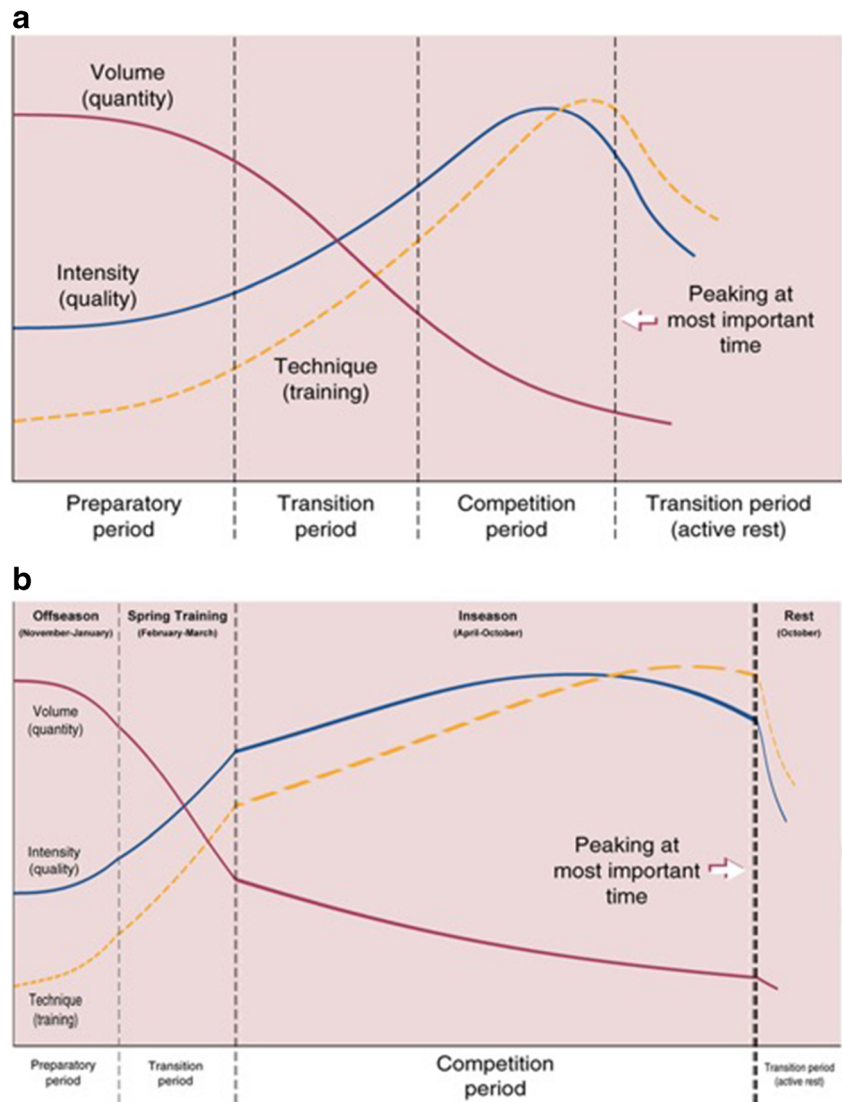 a
Volume
(quantity)
Intensity
(quality)
Technique
(training)
Peaking at
most important
time
Preparatory
period
Transition
period
Competition
period
Transition period
(active rest)
b
Offseason
(November-January)
Spring Training
(February-March)
Inseason
(April-October)
Rest
(October)
Volume
(quantity)
Intensity
(quality)
Technique
(training)
Peaking at
most important
time
Preparatory
period
Transition
period
Competition
period
Transition period
(active rest)